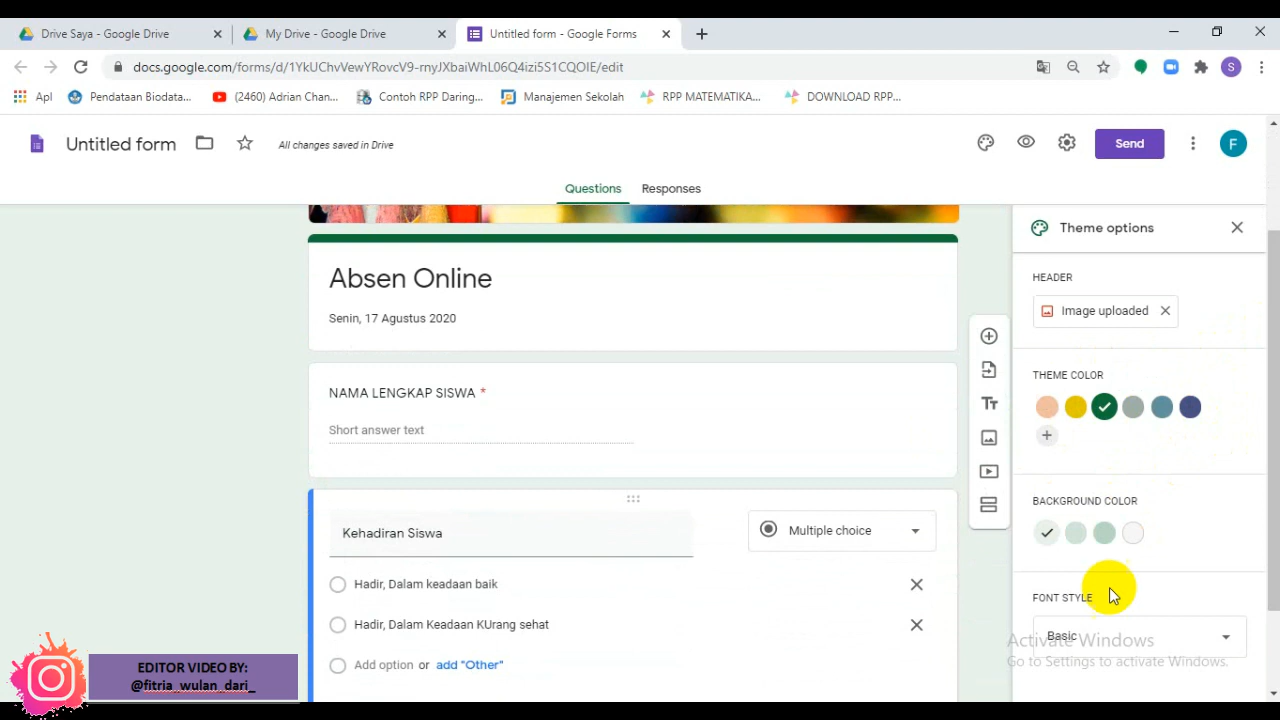 Drive Saya - Google Drive
My Drive - Google Drive
Untitled form - Google Forms
docs.google.com/forms/d/1YkUChvVewYRovcV9-rnyJXbaiWhL06Q4izi5S1CQOIE/edit
Apl
Pendataan Biodata...
(2460) Adrian Chan...
Contoh RPP Daring...
Manajemen Sekolah
RPP MATEMATIKA...
DOWNLOAD RPP...
S
Untitled form
All changes saved in Drive
Send
F
Questions
Responses
Theme options
Absen Online
Senin, 17 Agustus 2020
HEADER
Image uploaded
THEME COLOR
NAMA LENGKAP SISWA *
Short answer text
Tt
BACKGROUND COLOR
Kehadiran Siswa
Multiple choice
Hadir, Dalam keadaan baik
Hadir, Dalam Keadaan KUrang sehat
Add option or add "Other"
FONT STYLE
Basic
Activate Windows
Go to Settings to activate Windows.
EDITOR VIDEO BY:
@fitria_wulan_dari_